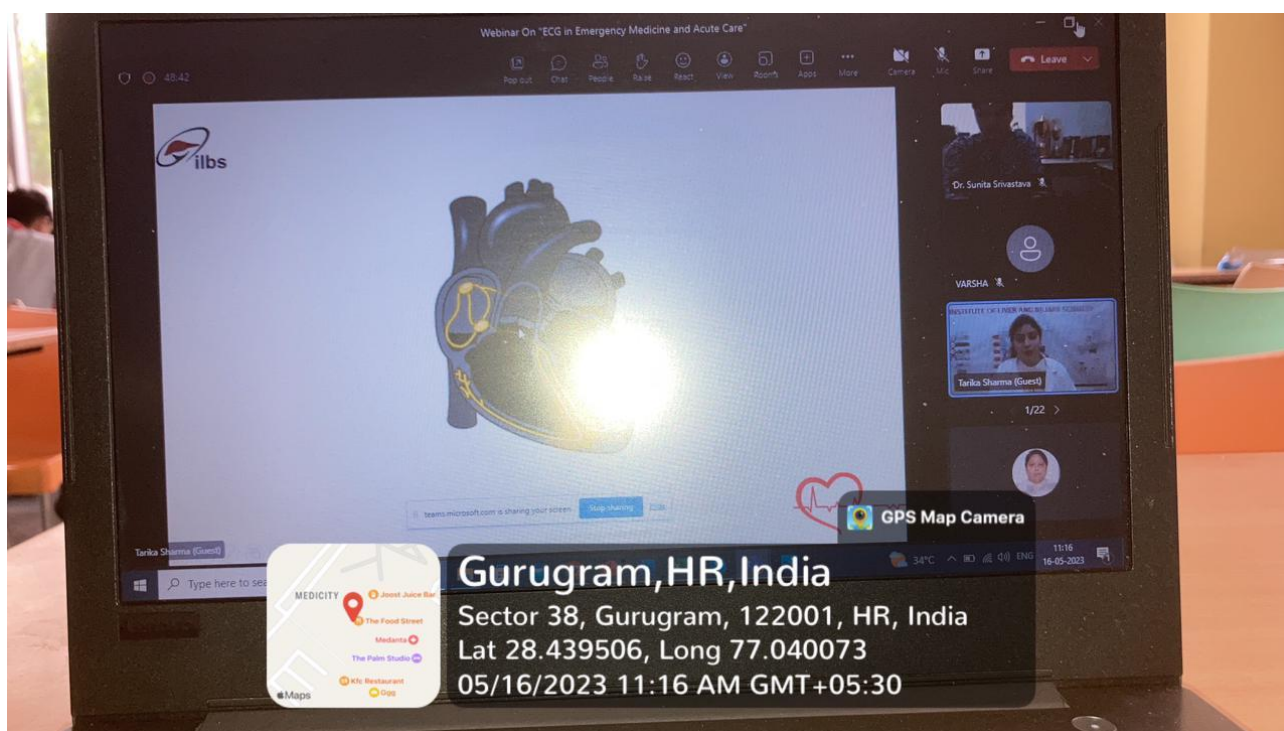 Webinar On "ECG in Emergency Medicine and Acute Care"
48:42
Pop out Chat People Raise React View Rooms Apps More Camera Mic Share Leave
ilbs
Dr. Sunita Srivastava
VARSHA
Tarika Sharma (Guest)
1/22
teams.microsoft.com is sharing your screen. Stop sharing Hide
Tarika Sharma (Guest)
Type here to sea
34°C ENG 11:16
16-05-2023
GPS Map Camera
MEDICITY
Joost Juice Bar
The Food Street
Medanta
The Palm Studio
Kfc Restaurant
Gigg
Maps
Gurugram,HR,India
Sector 38, Gurugram, 122001, HR, India
Lat 28.439506, Long 77.040073
05/16/2023 11:16 AM GMT+05:30